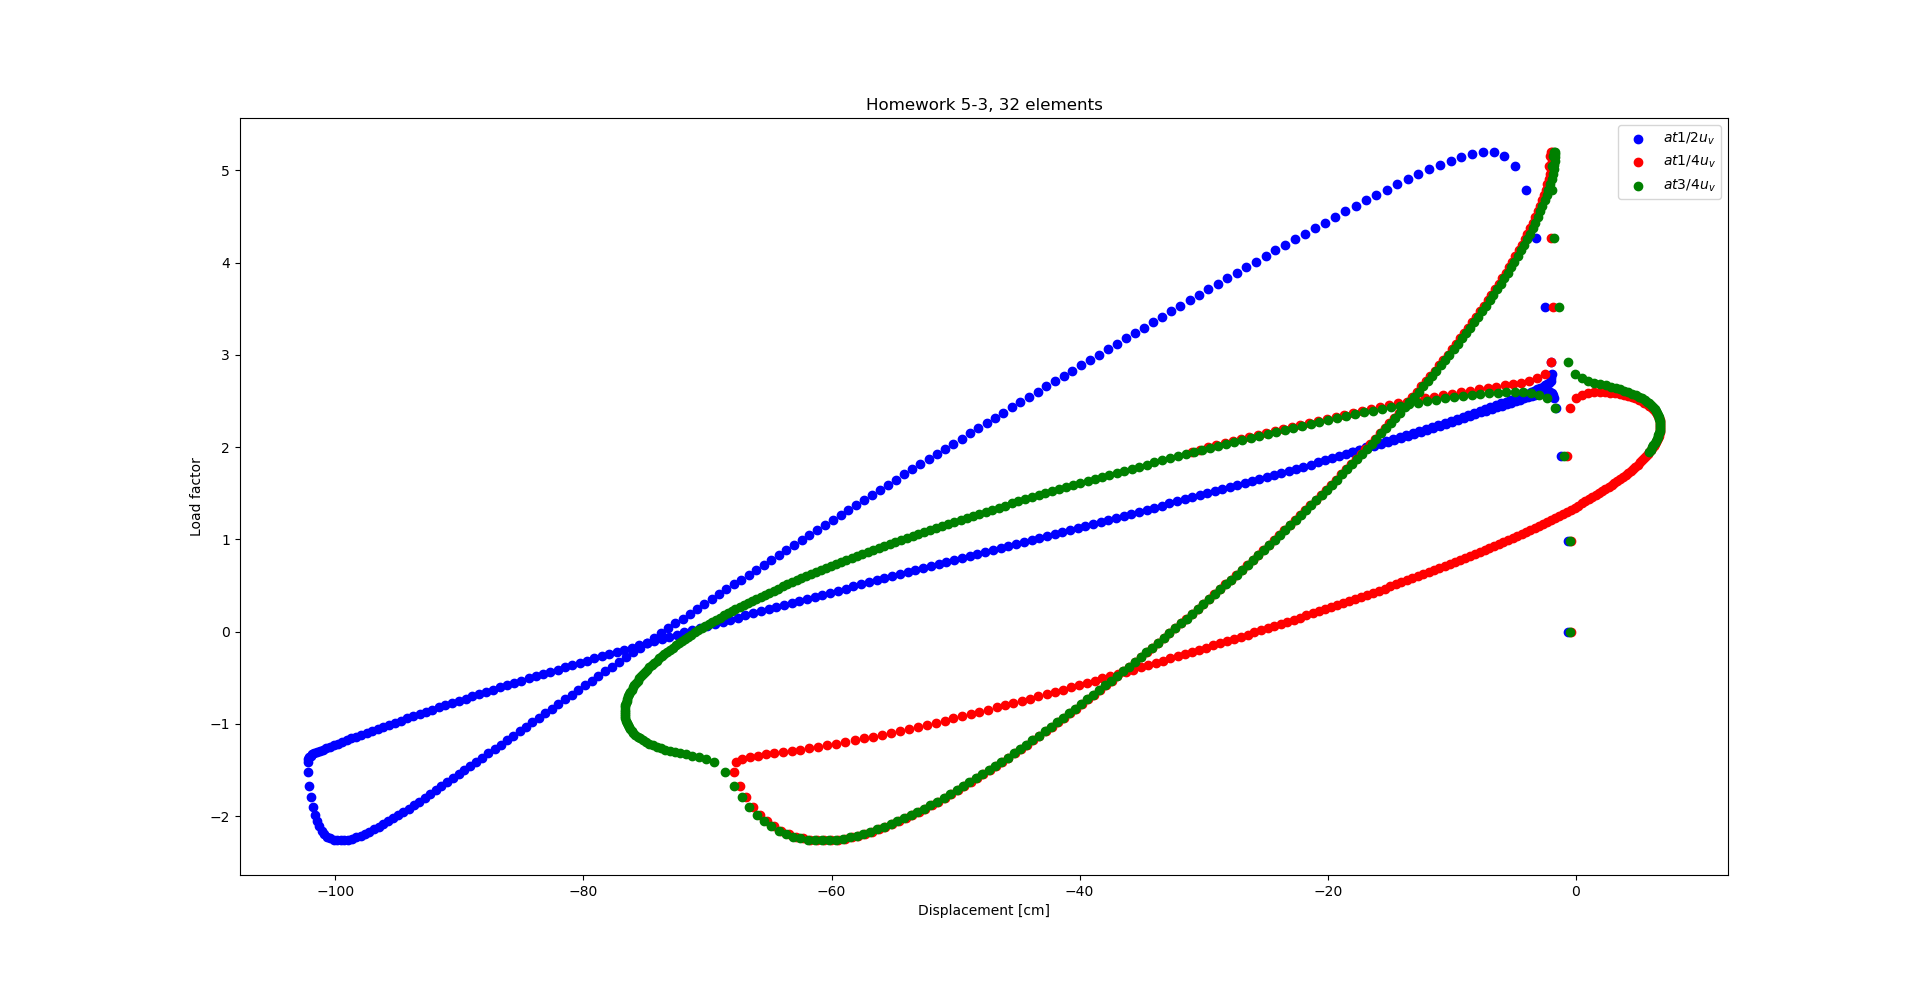 Homework 5-3, 32 elements
at1/2u_v
at1/4u_v
at3/4u_v
5
4
3
2
1
0
−1
−2
Load factor
−100
−80
−60
−40
−20
0
Displacement [cm]